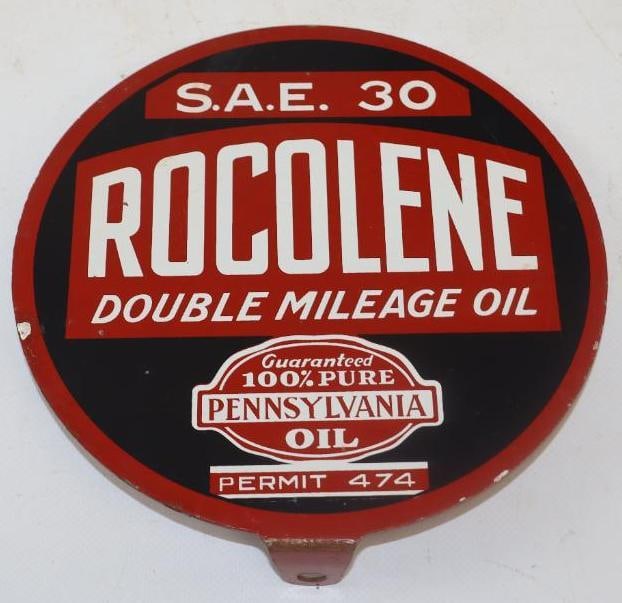 S.A.E. 30
ROCOLENE
DOUBLE MILEAGE OIL
Guaranteed
100% PURE
PENNSYLVANIA
OIL
PERMIT 474